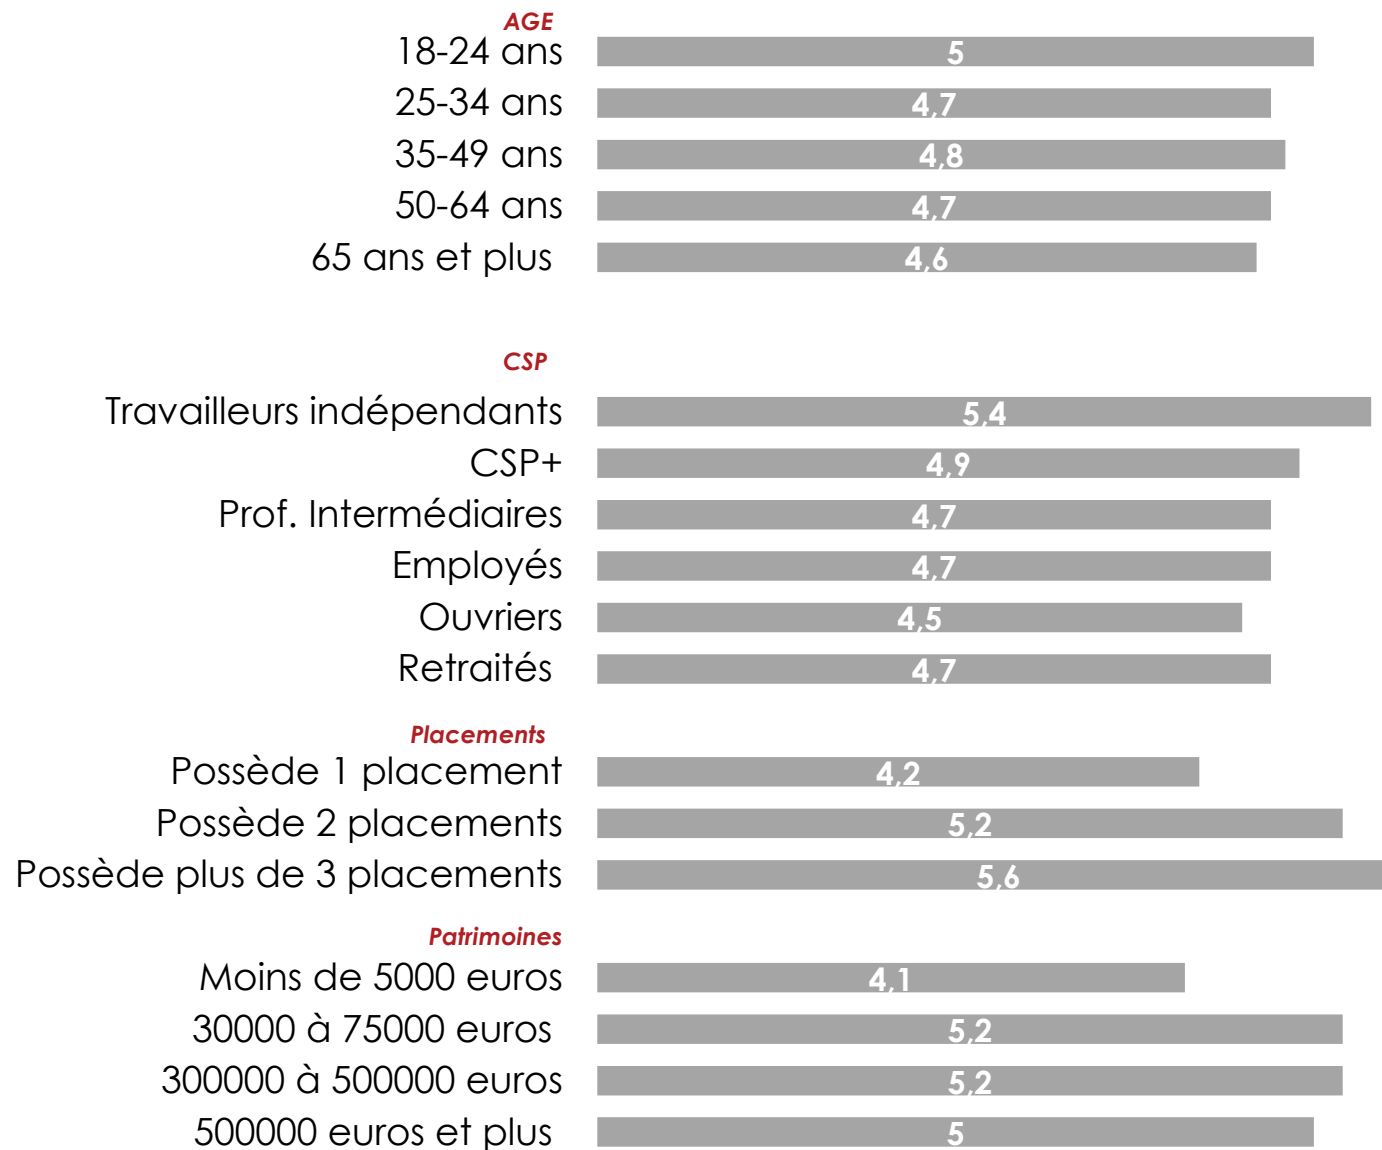 AGE
18-24 ans 5
25-34 ans 4,7
35-49 ans 4,8
50-64 ans 4,7
65 ans et plus 4,6
CSP
Travailleurs indépendants 5,4
CSP+ 4,9
Prof. Intermédiaires 4,7
Employés 4,7
Ouvriers 4,5
Retraités 4,7
Placements
Possède 1 placement 4,2
Possède 2 placements 5,2
Possède plus de 3 placements 5,6
Patrimoines
Moins de 5000 euros 4,1
30000 à 75000 euros 5,2
300000 à 500000 euros 5,2
500000 euros et plus 5